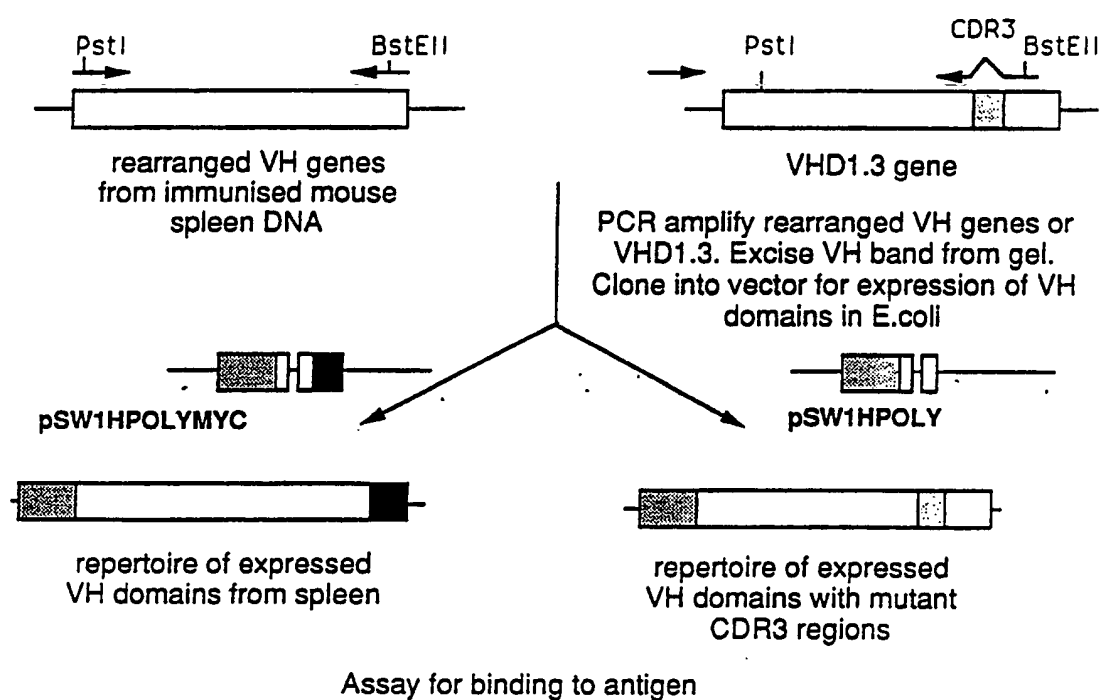 PstI
BstEII
rearranged VH genes
from immunised mouse
spleen DNA
CDR3
PstI
BstEII
VHD1.3 gene
PCR amplify rearranged VH genes or
VHD1.3. Excise VH band from gel.
Clone into vector for expression of VH
domains in E.coli
pSW1HPOLYMYC
pSW1HPOLY
repertoire of expressed
VH domains from spleen
repertoire of expressed
VH domains with mutant
CDR3 regions
Assay for binding to antigen